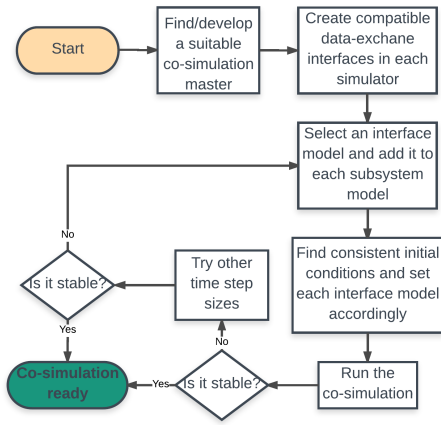 Start
Find/develop
a suitable
co-simulation
master
Create compatible
data-exchane
interfaces in each
simulator
Select an interface
model and add it to
each subsystem
model
No
Try other
time step
sizes
Find consistent initial
conditions and set
each interface model
accordingly
Is it stable?
Yes
No
Co-simulation
ready
Yes
Is it stable?
Run the
co-simulation